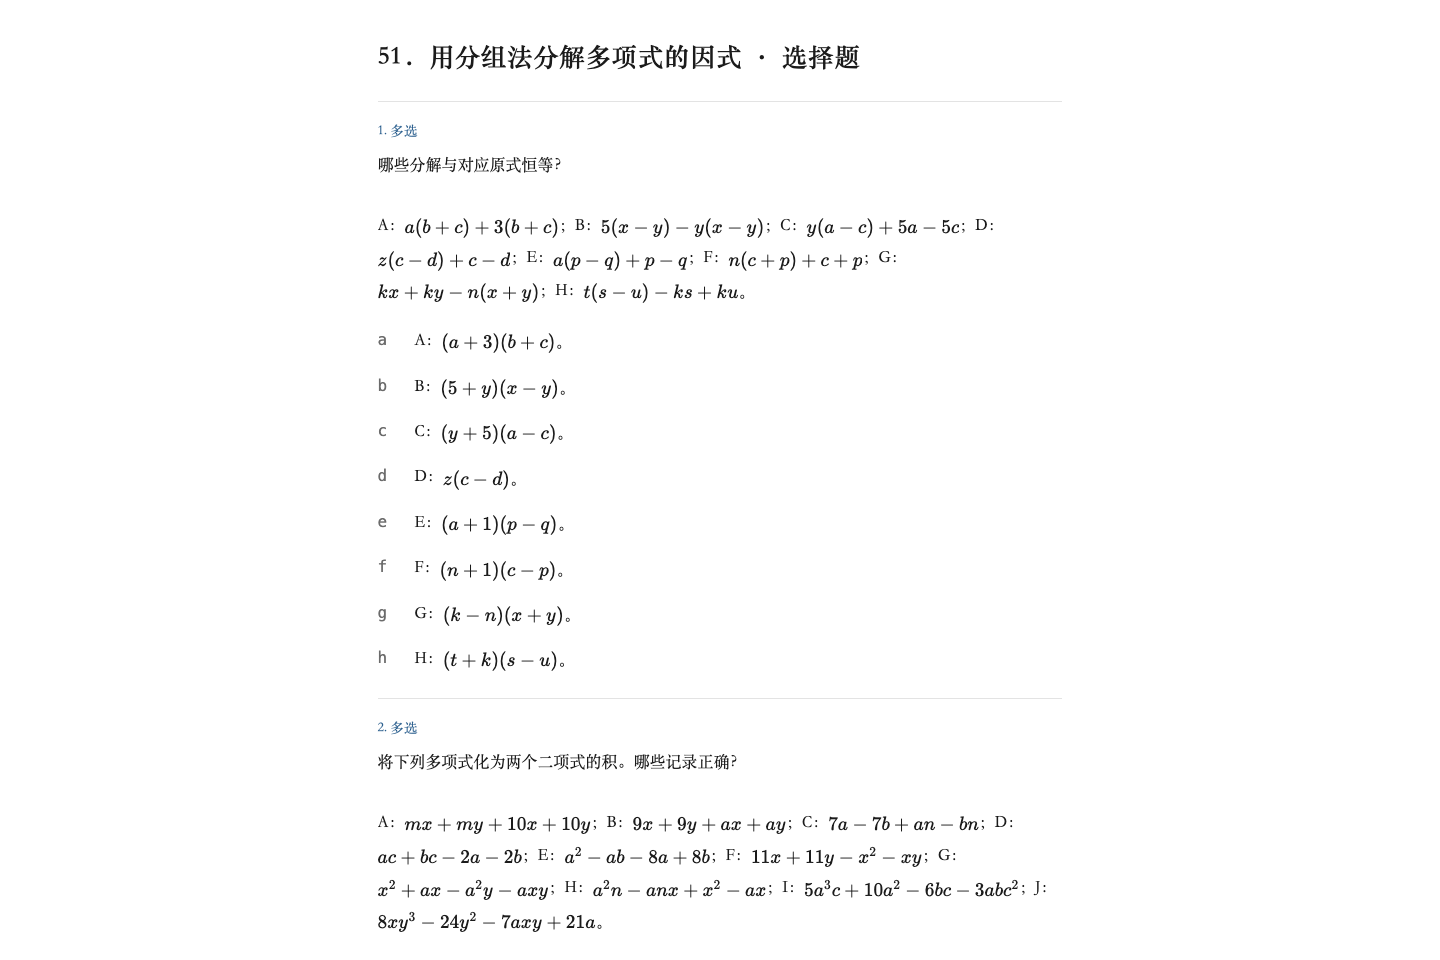 51．用分组法分解多项式的因式 · 选择题
1. 多选
哪些分解与对应原式恒等？
A： a(b + c) + 3(b + c)； B： 5(x − y) − y(x − y)； C： y(a − c) + 5a − 5c； D：
z(c − d) + c − d； E： a(p − q) + p − q； F： n(c + p) + c + p； G：
kx + ky − n(x + y)； H： t(s − u) − ks + ku。
a A： (a + 3)(b + c)。
b B： (5 + y)(x − y)。
c C： (y + 5)(a − c)。
d D： z(c − d)。
e E： (a + 1)(p − q)。
f F： (n + 1)(c − p)。
g G： (k − n)(x + y)。
h H： (t + k)(s − u)。
2. 多选
将下列多项式化为两个二项式的积。哪些记录正确？
A： mx + my + 10x + 10y； B： 9x + 9y + ax + ay； C： 7a − 7b + an − bn； D：
ac + bc − 2a − 2b； E： a² − ab − 8a + 8b； F： 11x + 11y − x² − xy； G：
x² + ax − a²y − axy； H： a²n − anx + x² − ax； I： 5a³c + 10a² − 6bc − 3abc²； J：
8xy³ − 24y² − 7axy + 21a。